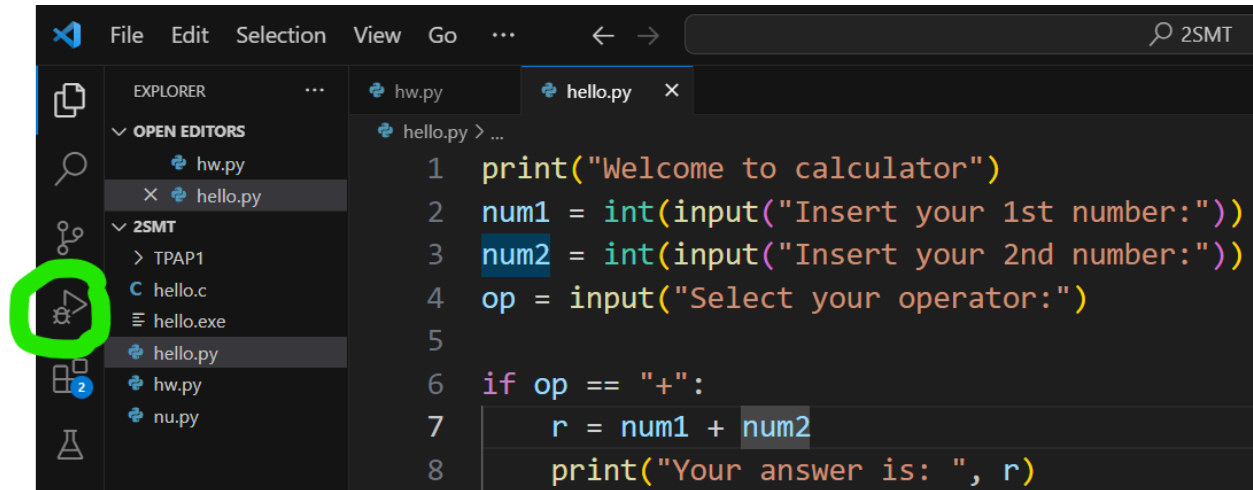 File Edit Selection View Go ... 2SMT
EXPLORER ...
OPEN EDITORS
hw.py
hello.py
2SMT
TPAP1
C hello.c
hello.exe
hello.py
hw.py
nu.py
2
hw.py hello.py
hello.py > ...
1 print("Welcome to calculator")
2 num1 = int(input("Insert your 1st number:"))
3 num2 = int(input("Insert your 2nd number:"))
4 op = input("Select your operator:")
5
6 if op == "+":
7 r = num1 + num2
8 print("Your answer is: ", r)